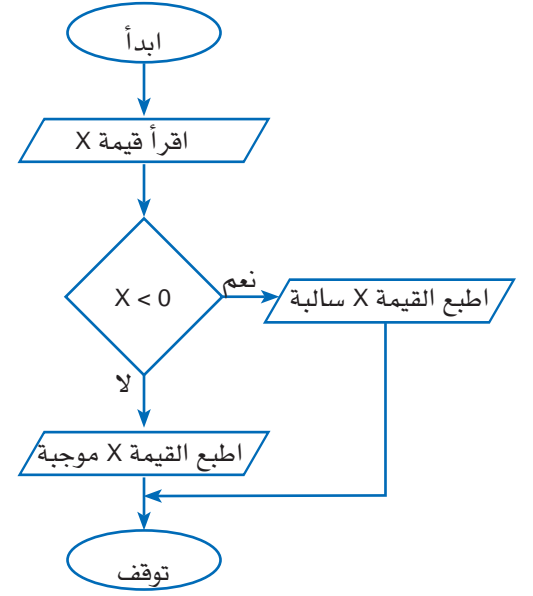 ابدأ
اقرأ قيمة X
X < 0
نعم
اطبع القيمة X سالبة
لا
اطبع القيمة X موجبة
توقف